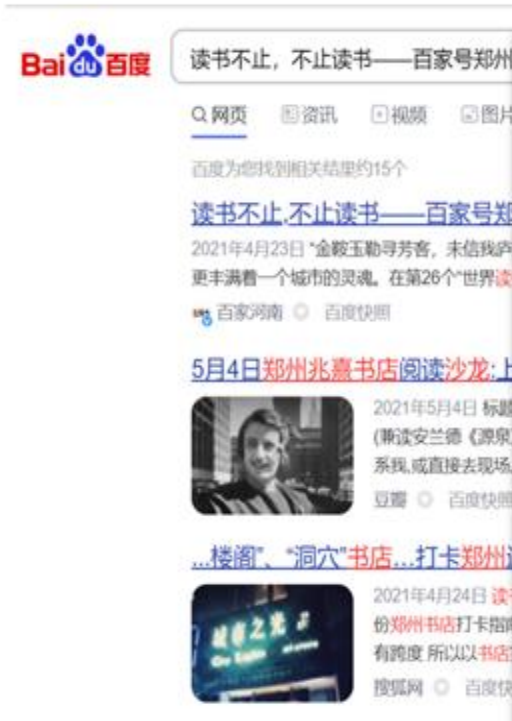 Bai du 百度
读书不止，不止读书——百家号郑州
网页 资讯 视频 图片
百度为您找到相关结果约15个
读书不止,不止读书——百家号郑
2021年4月23日 “金鞍玉勒寻芳客，未信我庐
更丰满着一个城市的灵魂。在第26个“世界读
百家河南 百度快照
5月4日郑州兆熹书店阅读沙龙:上
2021年5月4日 标题
(兼读安兰德《源泉
系我,或直接去现场
豆瓣 百度快照
...楼阁”、“洞穴”书店...打卡郑州
2021年4月24日 读书
份郑州书店打卡指南
有跨度 所以以书店
搜狐网 百度快
城市之光